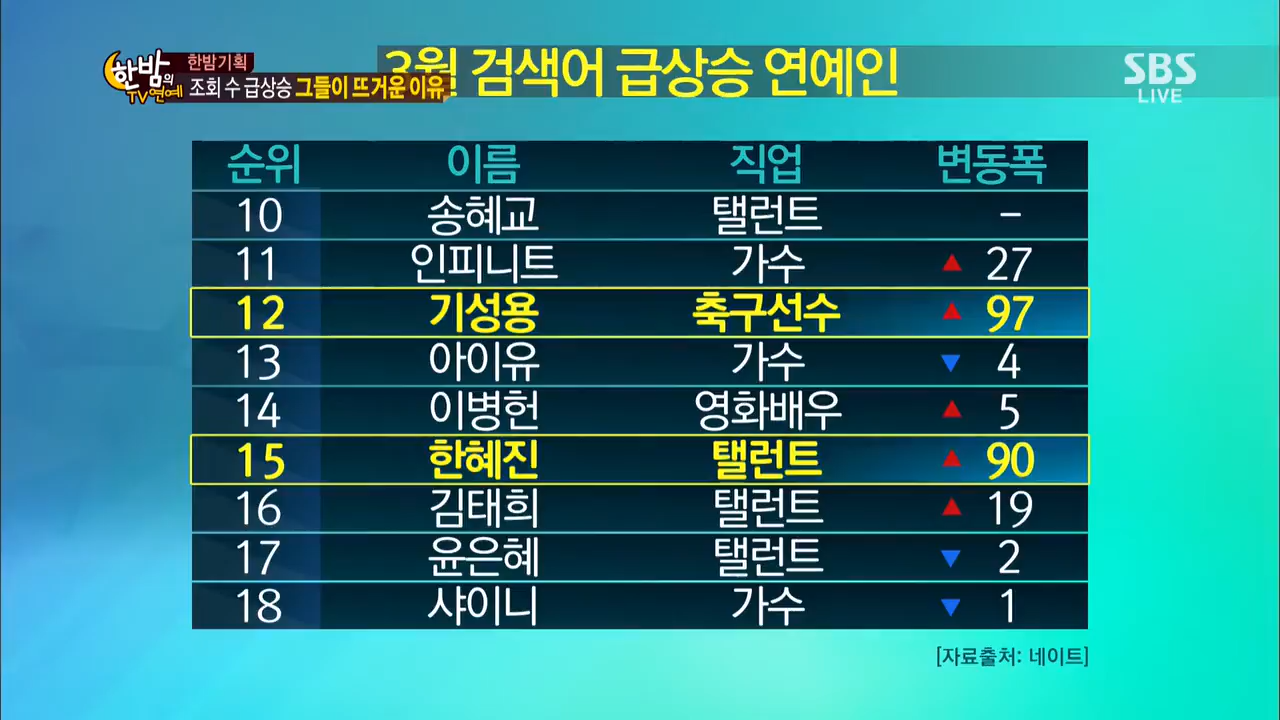 한밤의
TV연예
한밤기획
조회 수 급상승 그들이 뜨거운 이유
3월 검색어 급상승 연예인
SBS
LIVE
순위 이름 직업 변동폭
10 송혜교 탤런트 –
11 인피니트 가수 ▲ 27
12 기성용 축구선수 ▲ 97
13 아이유 가수 ▼ 4
14 이병헌 영화배우 ▲ 5
15 한혜진 탤런트 ▲ 90
16 김태희 탤런트 ▲ 19
17 윤은혜 탤런트 ▼ 2
18 샤이니 가수 ▼ 1
[자료출처: 네이트]